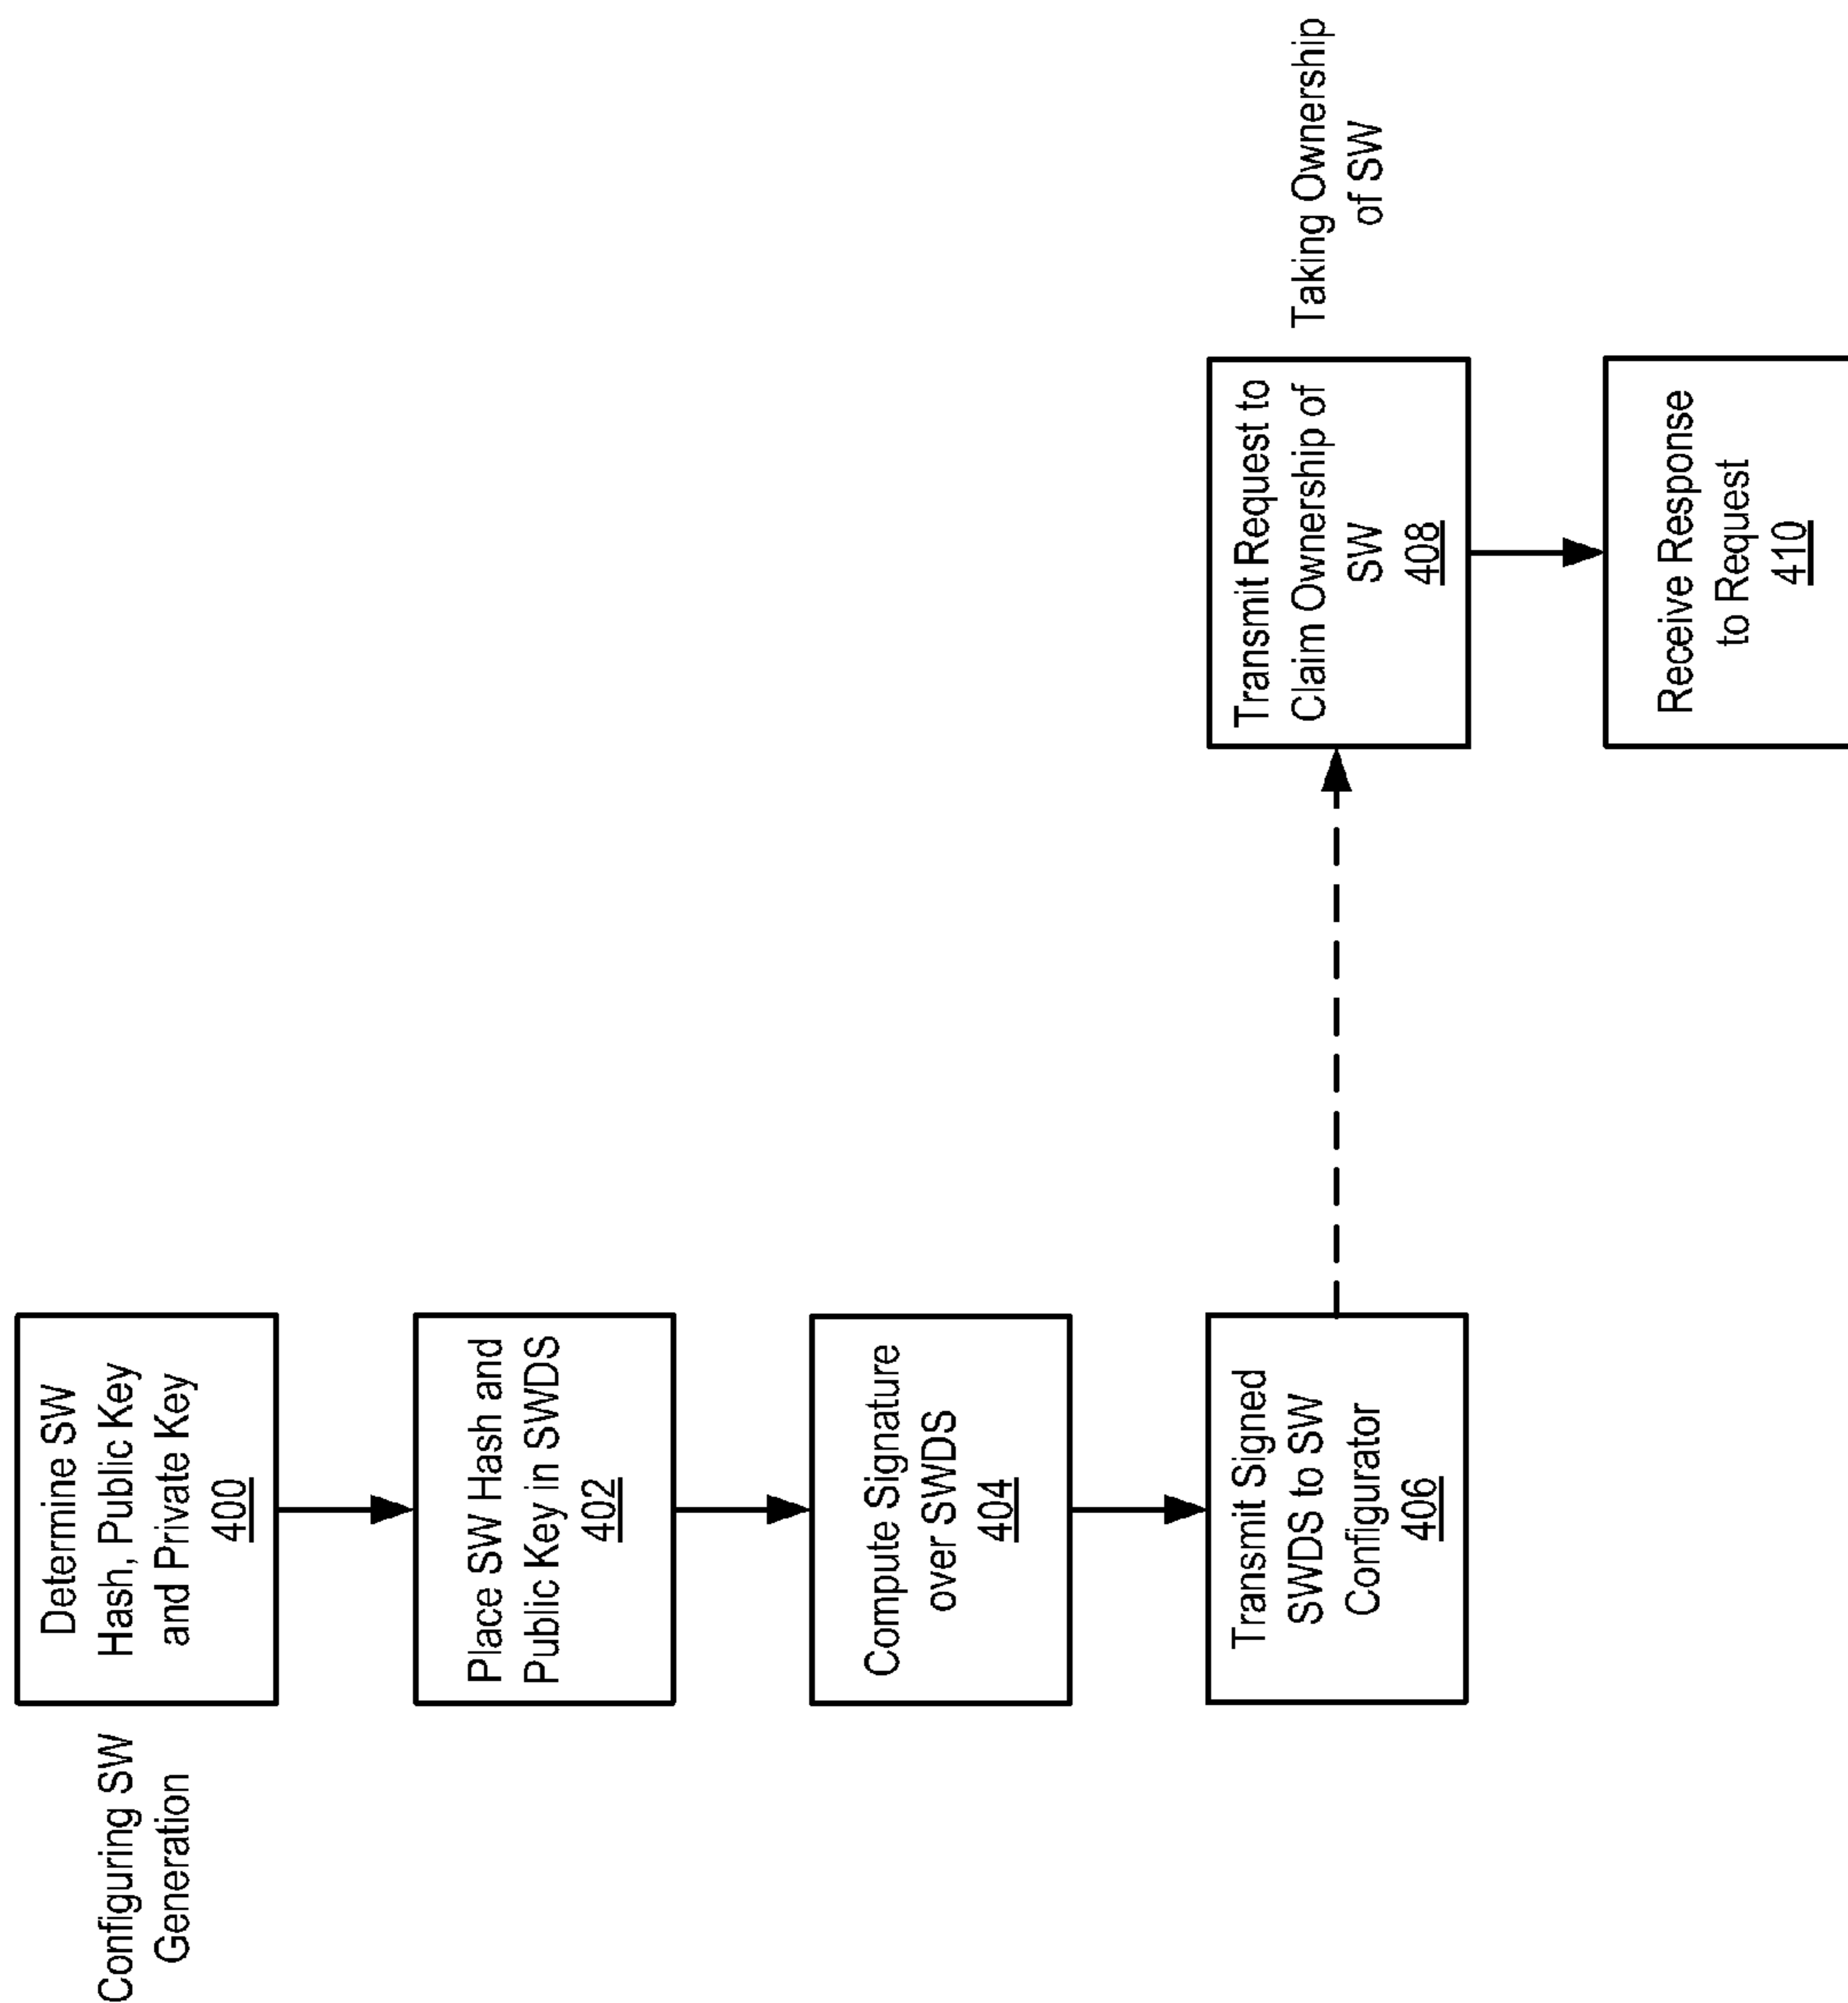 Configuring SW
Generation
Determine SW
Hash, Public Key
and Private Key
400
Place SW Hash and
Public Key in SWDS
402
Compute Signature
over SWDS
404
Transmit Signed
SWDS to SW
Configurator
406
Taking Ownership
of SW
Transmit Request to
Claim Ownership of
SW
408
Receive Response
to Request
410